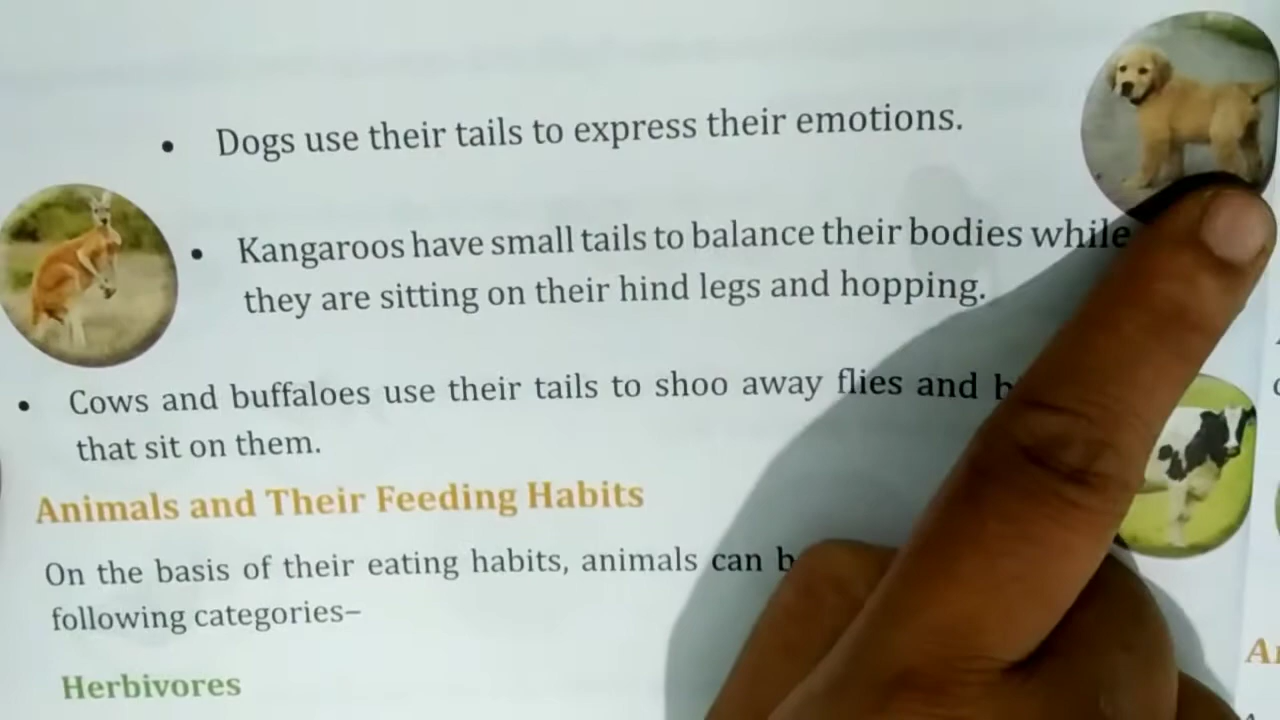 • Dogs use their tails to express their emotions.
• Kangaroos have small tails to balance their bodies while
they are sitting on their hind legs and hopping.
• Cows and buffaloes use their tails to shoo away flies and
that sit on them.
Animals and Their Feeding Habits
On the basis of their eating habits, animals can
following categories–
Herbivores